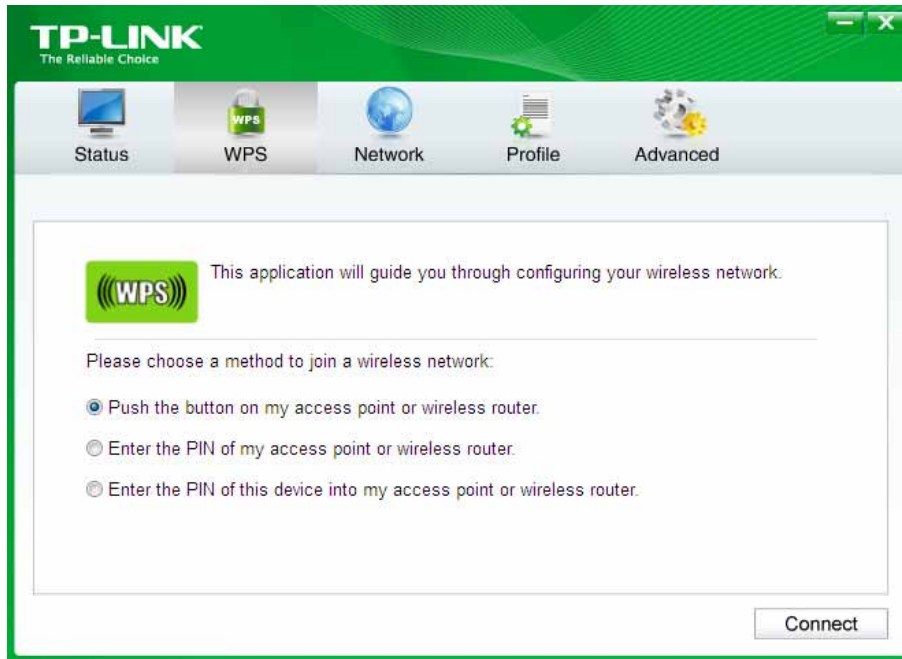 TP-LINK
The Reliable Choice
WPS
Status WPS Network Profile Advanced
(((WPS)))
This application will guide you through configuring your wireless network.
Please choose a method to join a wireless network:
Push the button on my access point or wireless router.
Enter the PIN of my access point or wireless router.
Enter the PIN of this device into my access point or wireless router.
Connect